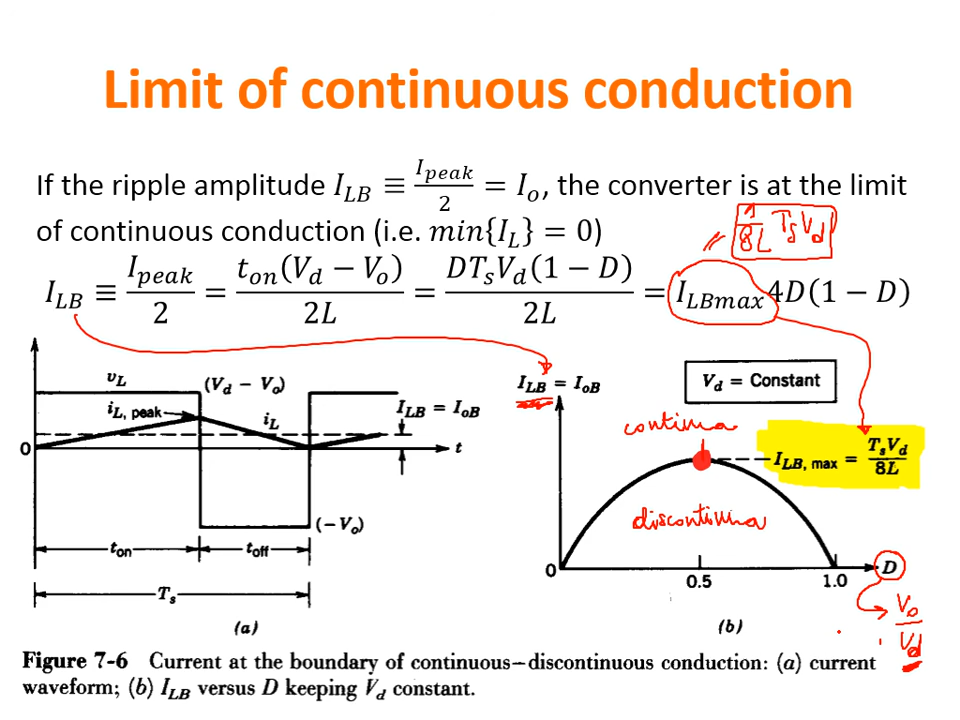 Limit of continuous conduction
If the ripple amplitude I_LB ≡ I_peak/2 = I_o, the converter is at the limit
of continuous conduction (i.e. min{I_L} = 0)
1/8L T_s V_d
I_LB ≡ I_peak/2 = t_on(V_d − V_o)/2L = DT_sV_d(1 − D)/2L = I_LBmax 4D(1 − D)
v_L
(V_d − V_o)
i_L, peak
i_L
I_LB = I_oB
0
t
(−V_o)
t_on
t_off
T_s
(a)
I_LB = I_oB
V_d = Constant
continua
I_LB, max = T_sV_d/8L
discontinua
0
0.5
1.0
D
V_o/V_d
(b)
Figure 7-6 Current at the boundary of continuous–discontinuous conduction: (a) current
waveform; (b) I_LB versus D keeping V_d constant.